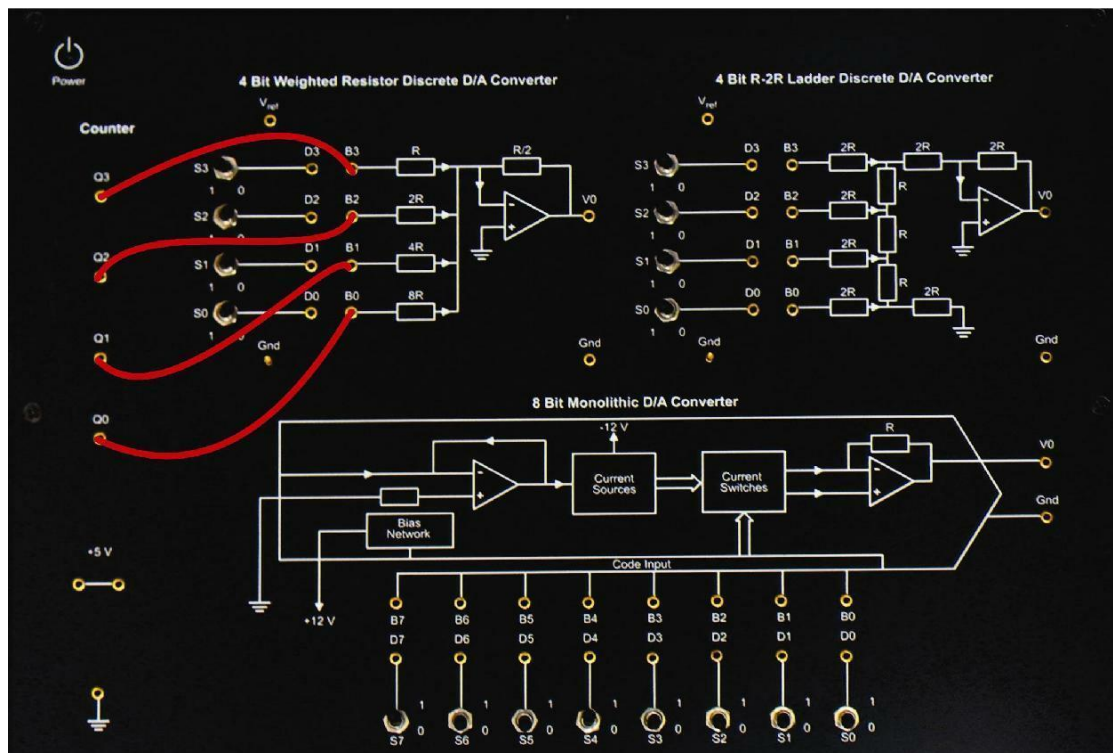 Power
4 Bit Weighted Resistor Discrete D/A Converter
4 Bit R-2R Ladder Discrete D/A Converter
Vref
Vref
Counter
D3 B3 R R/2
D3 B3 2R 2R 2R
S3
S3
Q3
1 0
1 0
R
D2 B2 2R
D2 B2 2R
V0
V0
S2
S2
1 0
1 0
R
Q2
D1 B1 4R
D1 B1 2R
S1
S1
1 0
1 0
R
D0 B0 8R
D0 B0 2R 2R
S0
S0
1 0
1 0
Q1
Gnd
Gnd
Gnd
Gnd
8 Bit Monolithic D/A Converter
Q0
-12 V
R
V0
Current Sources
Current Switches
Bias Network
Gnd
+5 V
Code Input
+12 V
B7 B6 B5 B4 B3 B2 B1 B0
D7 D6 D5 D4 D3 D2 D1 D0
1 1 1 1 1 1 1 1
0 0 0 0 0 0 0 0
S7 S6 S5 S4 S3 S2 S1 S0